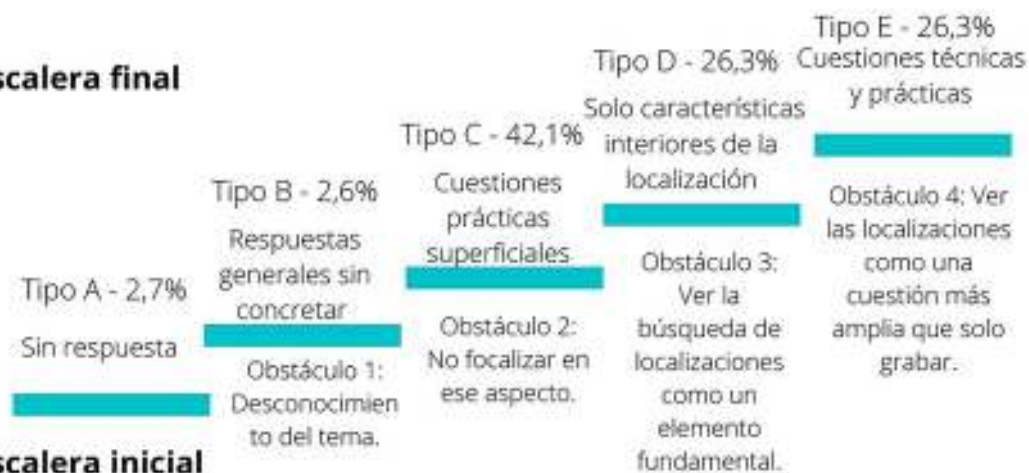 scalera final
Tipo A - 2,7%
Sin respuesta
Tipo B - 2,6%
Respuestas
generales sin
concretar
Obstáculo 1:
Desconocimien
to del tema.
Tipo C - 42,1%
Cuestiones
prácticas
superficiales
Obstáculo 2:
No focalizar en
ese aspecto.
Tipo D - 26,3%
Solo características
interiores de la
localización
Obstáculo 3:
Ver la
búsqueda de
localizaciones
como un
elemento
fundamental.
Tipo E - 26,3%
Cuestiones técnicas
y prácticas
Obstáculo 4: Ver
las localizaciones
como una
cuestión más
amplia que solo
grabar.
scalera inicial